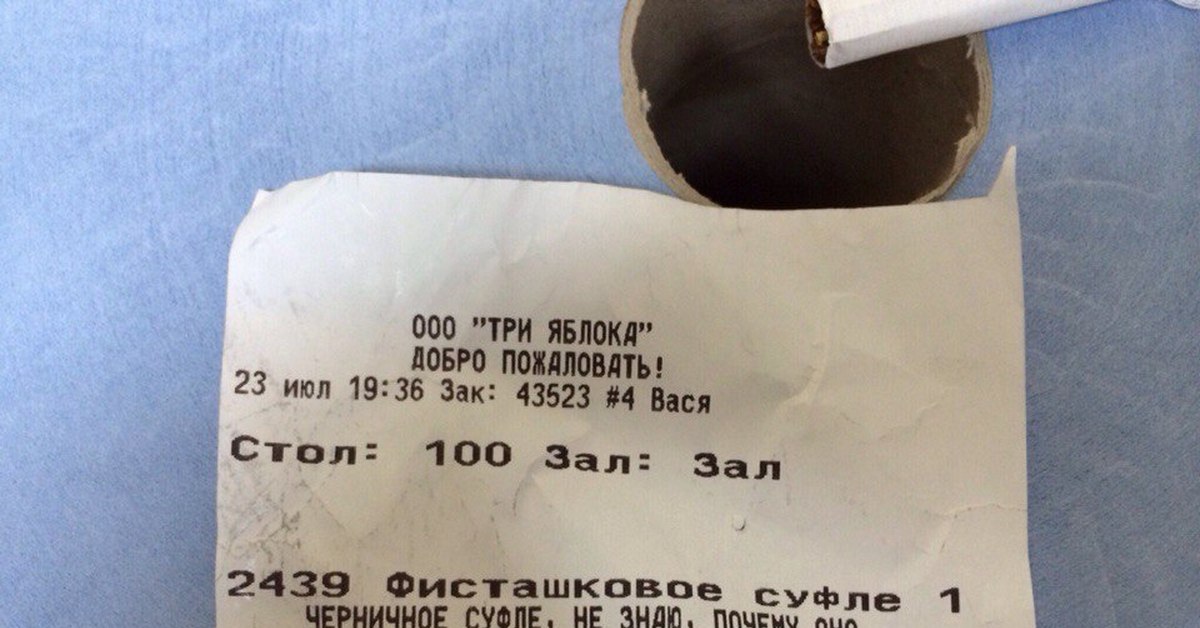 ООО "ТРИ ЯБЛОКА"
ДОБРО ПОЖАЛОВАТЬ!
23 июл 19:36 Зак: 43523 #4 Вася
Стол: 100 Зал: Зал
2439 Фисташковое суфле 1
ЧЕРНИЧНОЕ СУФЛЕ, НЕ ЗНАЮ, ПОЧЕМУ ОНО